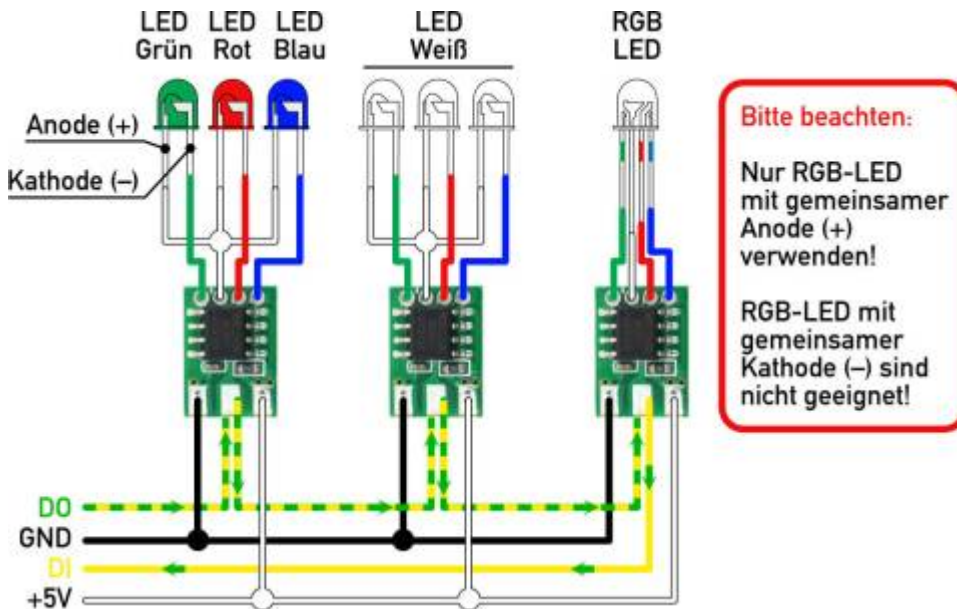 LED
Grün
LED
Rot
LED
Blau
LED
Weiß
RGB
LED
Anode (+)
Kathode (–)
Bitte beachten:
Nur RGB-LED
mit gemeinsamer
Anode (+)
verwenden!
RGB-LED mit
gemeinsamer
Kathode (–) sind
nicht geeignet!
DO
GND
DI
+5V